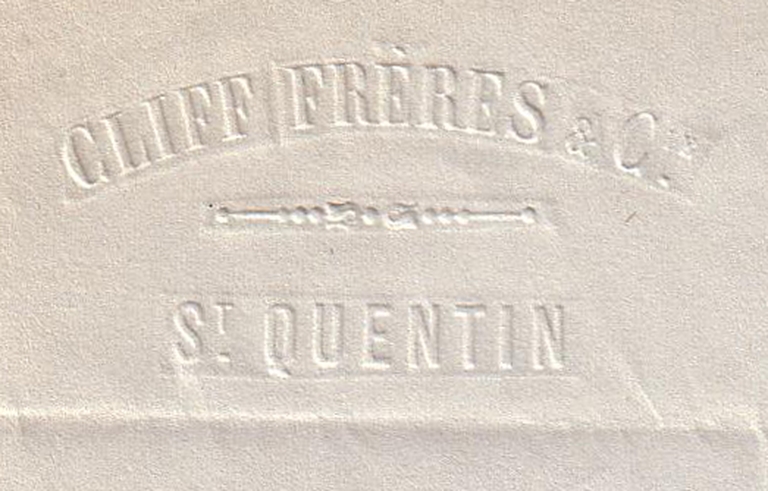 CLIFF FRÈRES & Cie.
St. QUENTIN